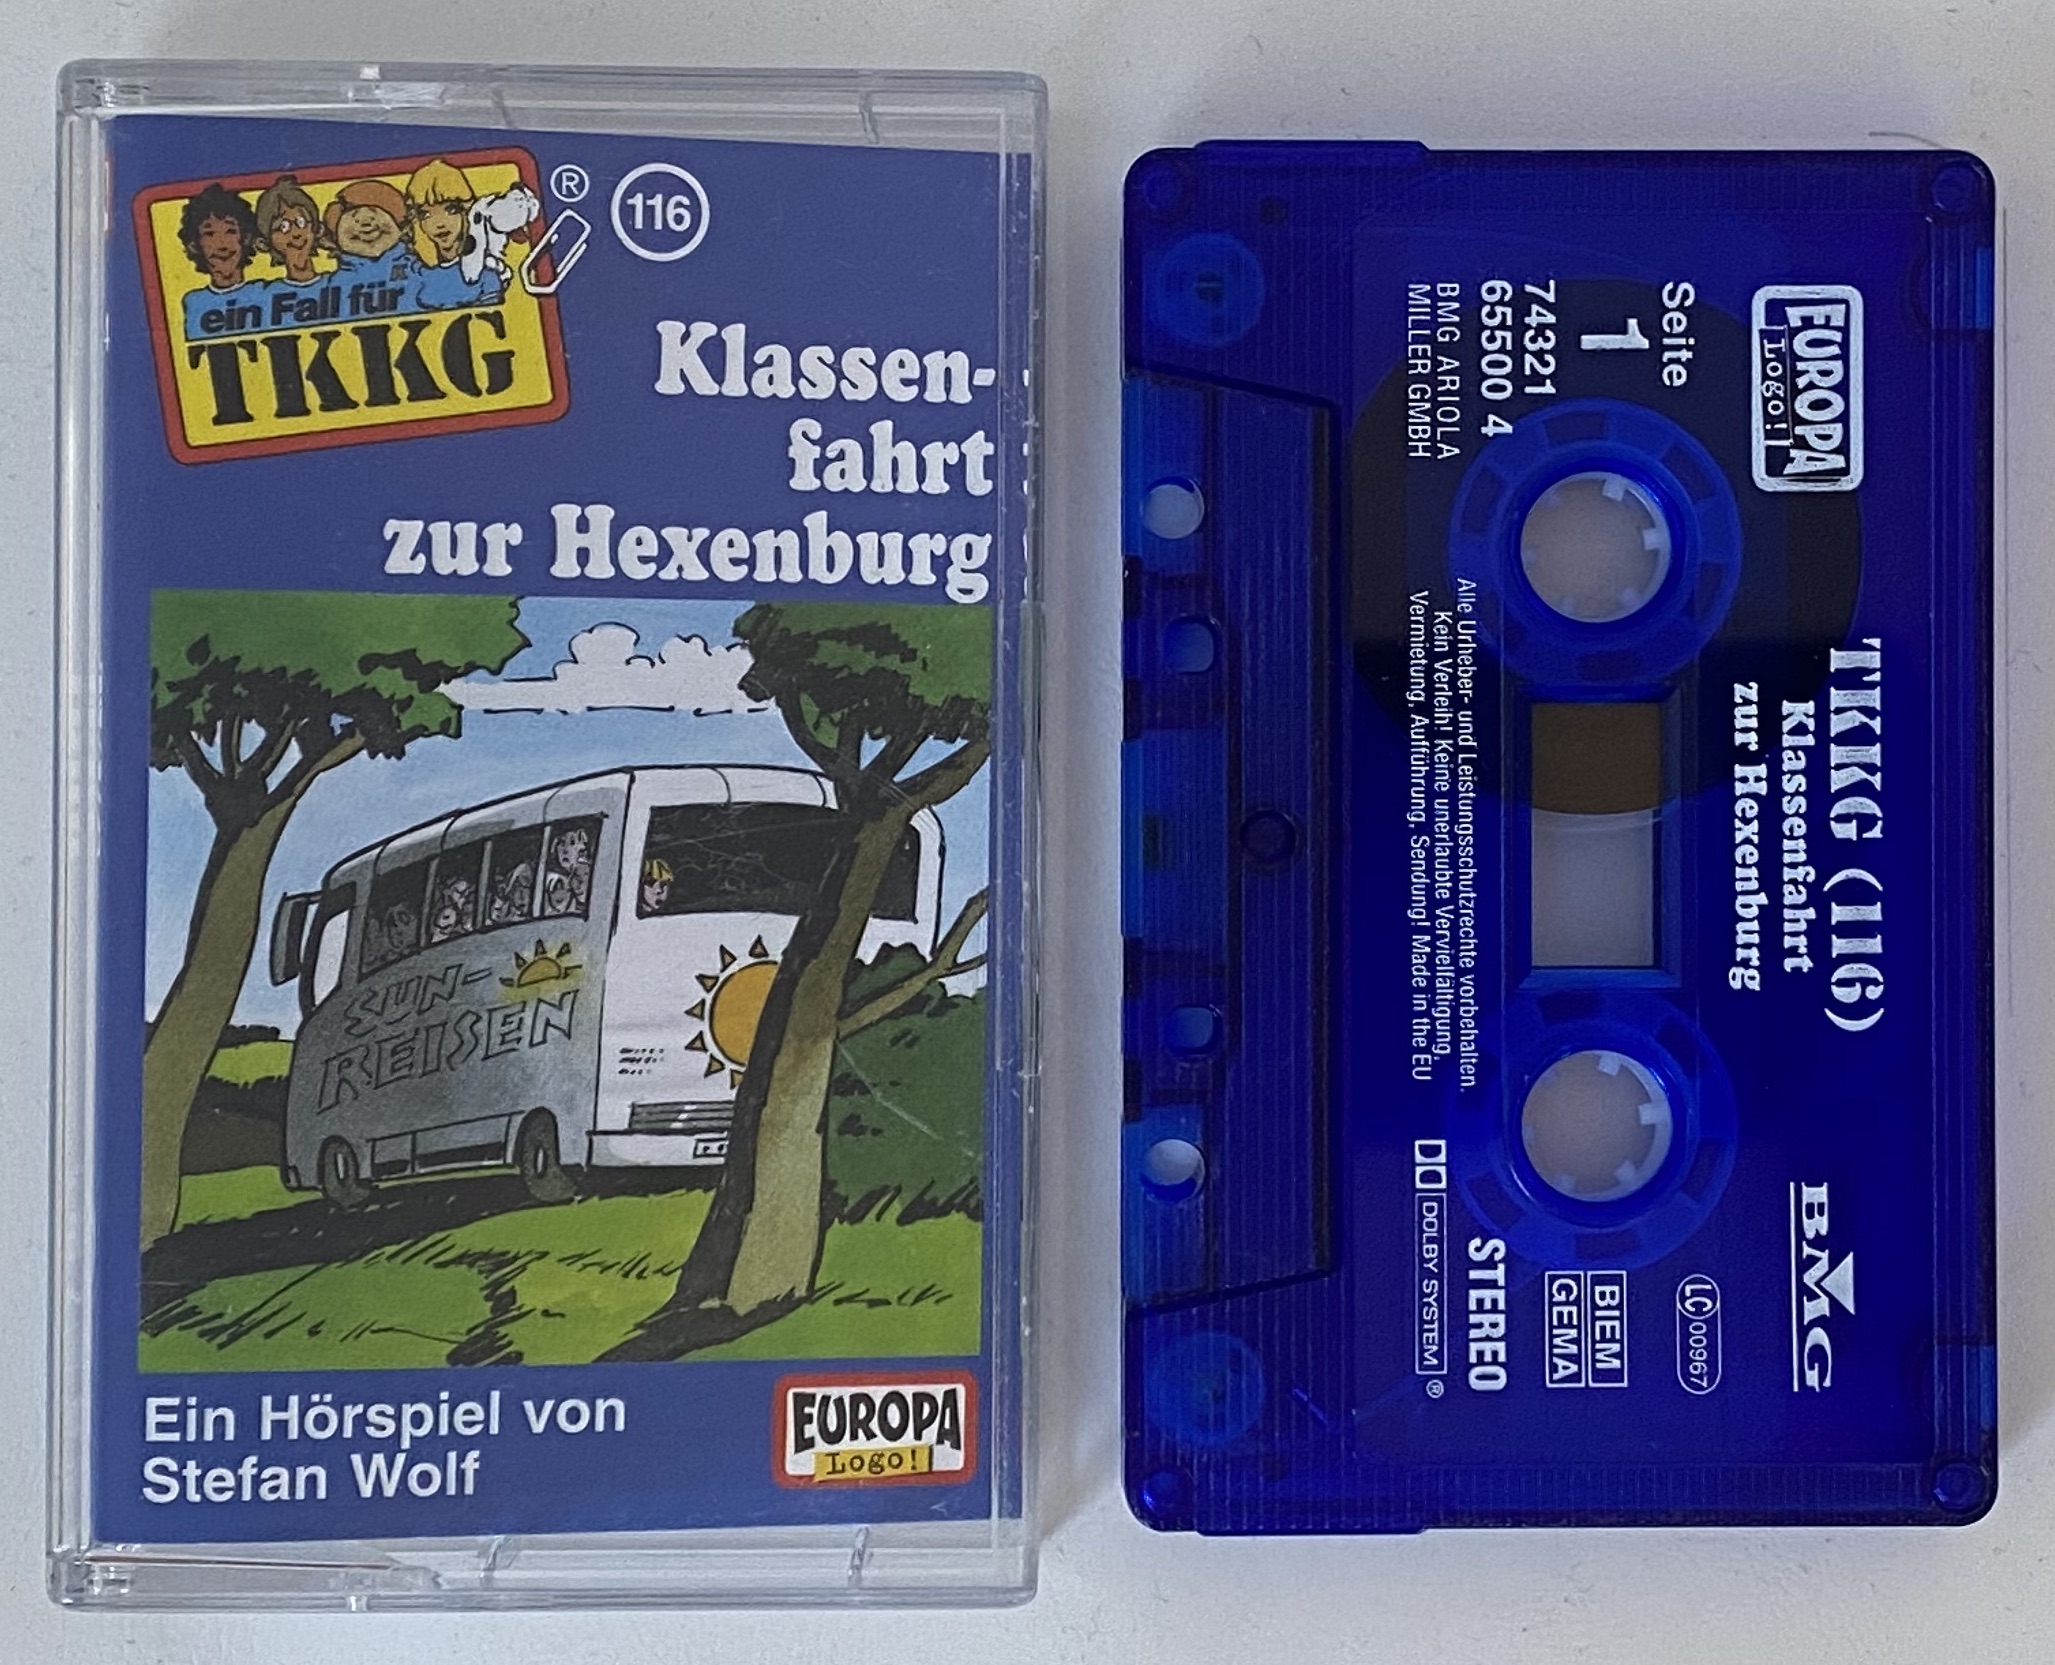 ein Fall für
TKKG
®
116
Klassen-
fahrt
zur Hexenburg
SUN-
REISEN
Ein Hörspiel von
Stefan Wolf
EUROPA
Logo!
EUROPA
Logo!
TKKG (116)
Klassenfahrt
zur Hexenburg
BMG
Seite
1
74321
65500 4
BMG ARIOLA
MILLER GMBH
LC 00967
BIEM
GEMA
STEREO
DOLBY SYSTEM ®
Alle Urheber- und Leistungsschutzrechte vorbehalten.
Kein Verleih! Keine unerlaubte Vervielfältigung,
Vermietung, Aufführung, Sendung! Made in the EU